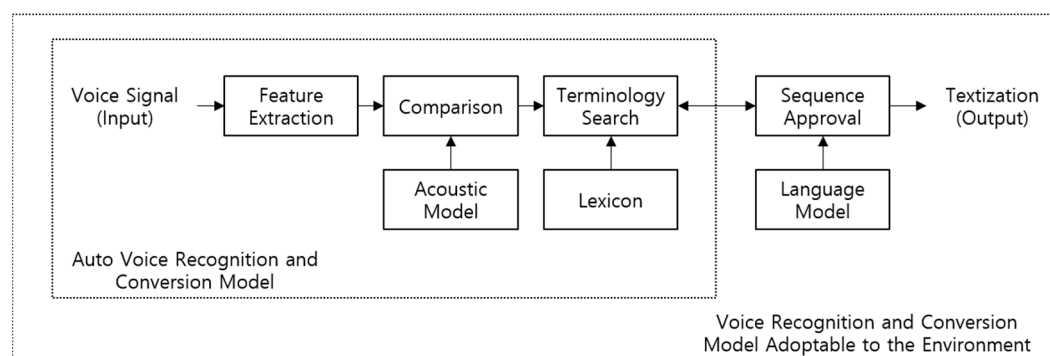 Voice Signal
(Input)
Feature
Extraction
Comparison
Terminology
Search
Sequence
Approval
Textization
(Output)
Acoustic
Model
Lexicon
Language
Model
Auto Voice Recognition and
Conversion Model
Voice Recognition and Conversion
Model Adoptable to the Environment